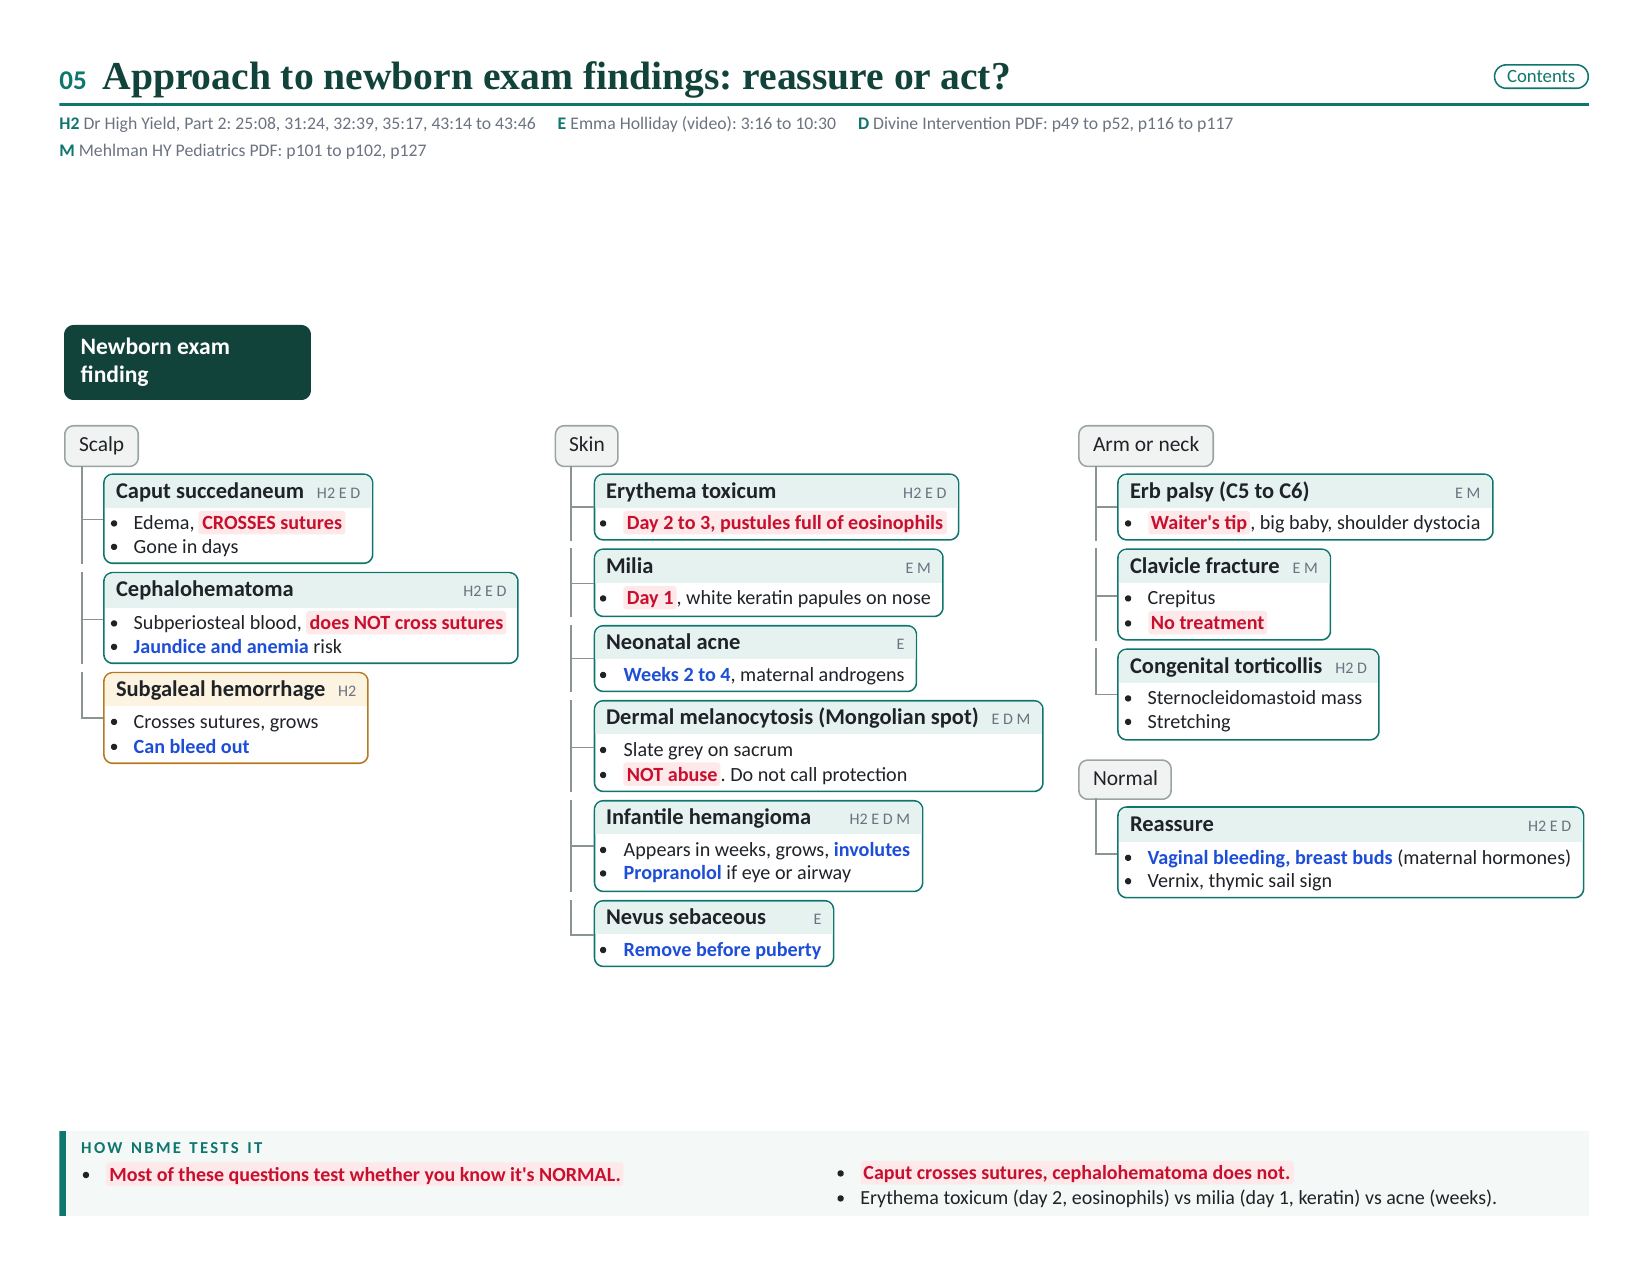 05 Approach to newborn exam findings: reassure or act?
Contents
H2 Dr High Yield, Part 2: 25:08, 31:24, 32:39, 35:17, 43:14 to 43:46 E Emma Holliday (video): 3:16 to 10:30 D Divine Intervention PDF: p49 to p52, p116 to p117
M Mehlman HY Pediatrics PDF: p101 to p102, p127
Newborn exam
finding
Scalp
Caput succedaneum H2 E D
• Edema, CROSSES sutures
• Gone in days
Cephalohematoma H2 E D
• Subperiosteal blood, does NOT cross sutures
• Jaundice and anemia risk
Subgaleal hemorrhage H2
• Crosses sutures, grows
• Can bleed out
Skin
Erythema toxicum H2 E D
• Day 2 to 3, pustules full of eosinophils
Milia E M
• Day 1, white keratin papules on nose
Neonatal acne E
• Weeks 2 to 4, maternal androgens
Dermal melanocytosis (Mongolian spot) E D M
• Slate grey on sacrum
• NOT abuse. Do not call protection
Infantile hemangioma H2 E D M
• Appears in weeks, grows, involutes
• Propranolol if eye or airway
Nevus sebaceous E
• Remove before puberty
Arm or neck
Erb palsy (C5 to C6) E M
• Waiter's tip, big baby, shoulder dystocia
Clavicle fracture E M
• Crepitus
• No treatment
Congenital torticollis H2 D
• Sternocleidomastoid mass
• Stretching
Normal
Reassure H2 E D
• Vaginal bleeding, breast buds (maternal hormones)
• Vernix, thymic sail sign
HOW NBME TESTS IT
• Most of these questions test whether you know it's NORMAL.
• Caput crosses sutures, cephalohematoma does not.
• Erythema toxicum (day 2, eosinophils) vs milia (day 1, keratin) vs acne (weeks).